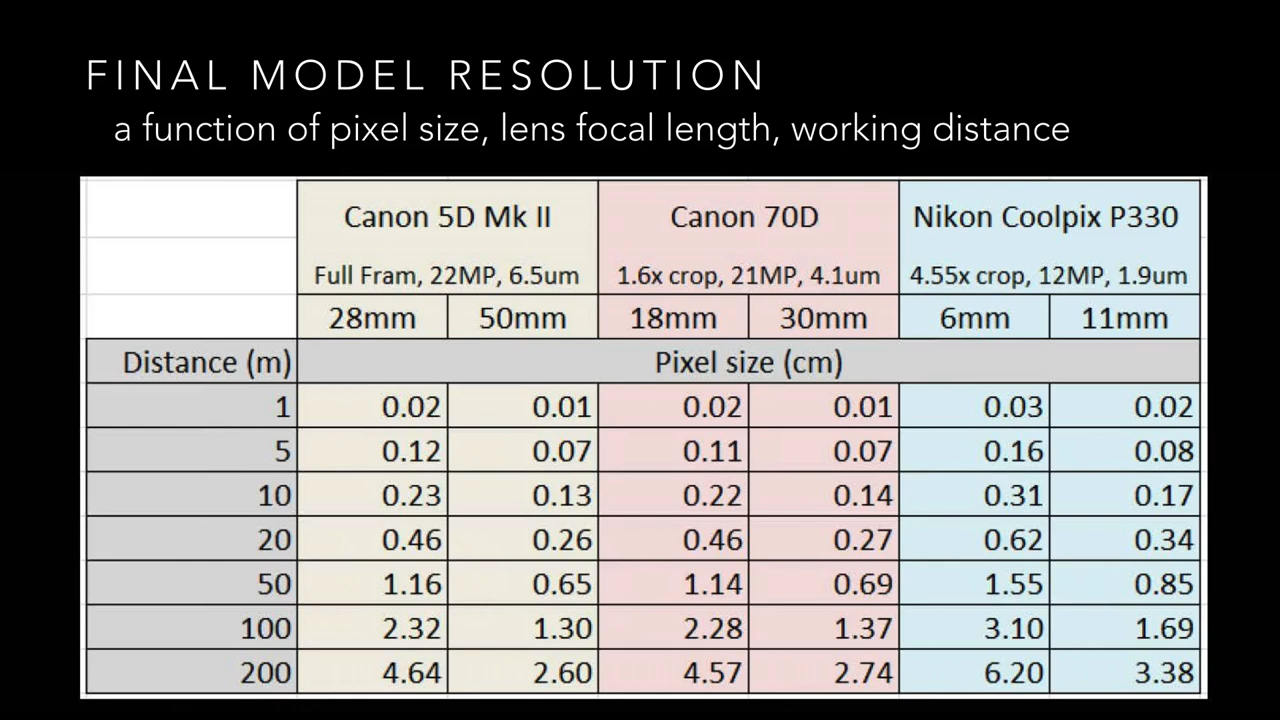 FINAL MODEL RESOLUTION
a function of pixel size, lens focal length, working distance
Canon 5D Mk II Canon 70D Nikon Coolpix P330
Full Fram, 22MP, 6.5um 1.6x crop, 21MP, 4.1um 4.55x crop, 12MP, 1.9um
28mm 50mm 18mm 30mm 6mm 11mm
Distance (m) Pixel size (cm)
1 0.02 0.01 0.02 0.01 0.03 0.02
5 0.12 0.07 0.11 0.07 0.16 0.08
10 0.23 0.13 0.22 0.14 0.31 0.17
20 0.46 0.26 0.46 0.27 0.62 0.34
50 1.16 0.65 1.14 0.69 1.55 0.85
100 2.32 1.30 2.28 1.37 3.10 1.69
200 4.64 2.60 4.57 2.74 6.20 3.38